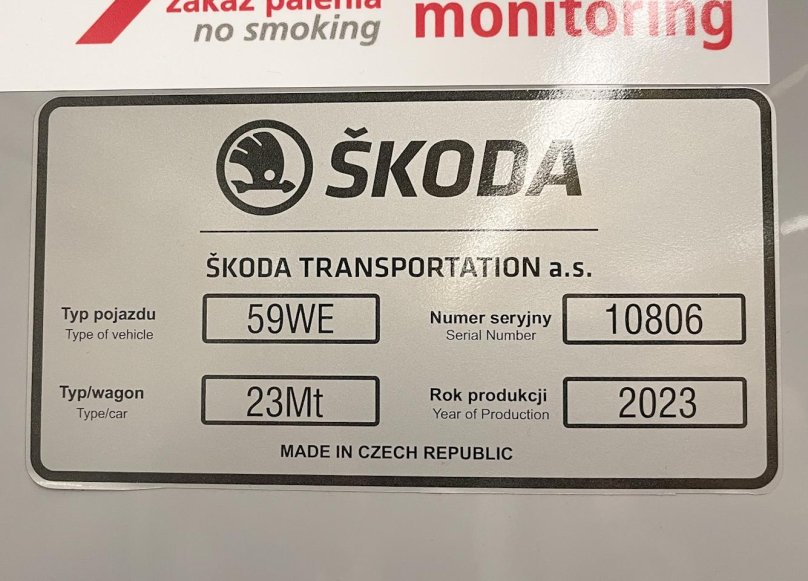 zakaz palenia
no smoking
monitoring
ŠKODA
ŠKODA TRANSPORTATION a.s.
Typ pojazdu
Type of vehicle
59WE
Numer seryjny
Serial Number
10806
Typ/wagon
Type/car
23Mt
Rok produkcji
Year of Production
2023
MADE IN CZECH REPUBLIC